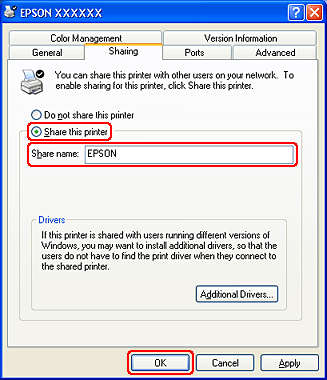 EPSON XXXXXX
Color Management Version Information
General Sharing Ports Advanced
You can share this printer with other users on your network. To
enabling sharing for this printer, click Share this printer.
Do not share this printer
Share this printer
Share name: EPSON
Drivers
If this printer is shared with users running different versions of
Windows, you may want to install additional drivers, so that the
users do not have to find the print driver when they connect to
the shared printer.
Additional Drivers...
OK Cancel Apply